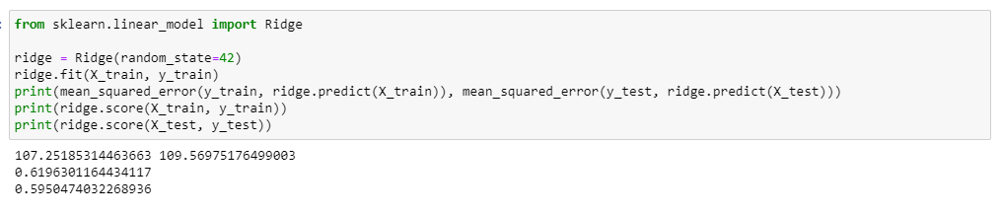 from sklearn.linear_model import Ridge
ridge = Ridge(random_state=42)
ridge.fit(X_train, y_train)
print(mean_squared_error(y_train, ridge.predict(X_train)), mean_squared_error(y_test, ridge.predict(X_test)))
print(ridge.score(X_train, y_train))
print(ridge.score(X_test, y_test))
107.25185314463663 109.56975176499003
0.6196301164434117
0.5950474032268936